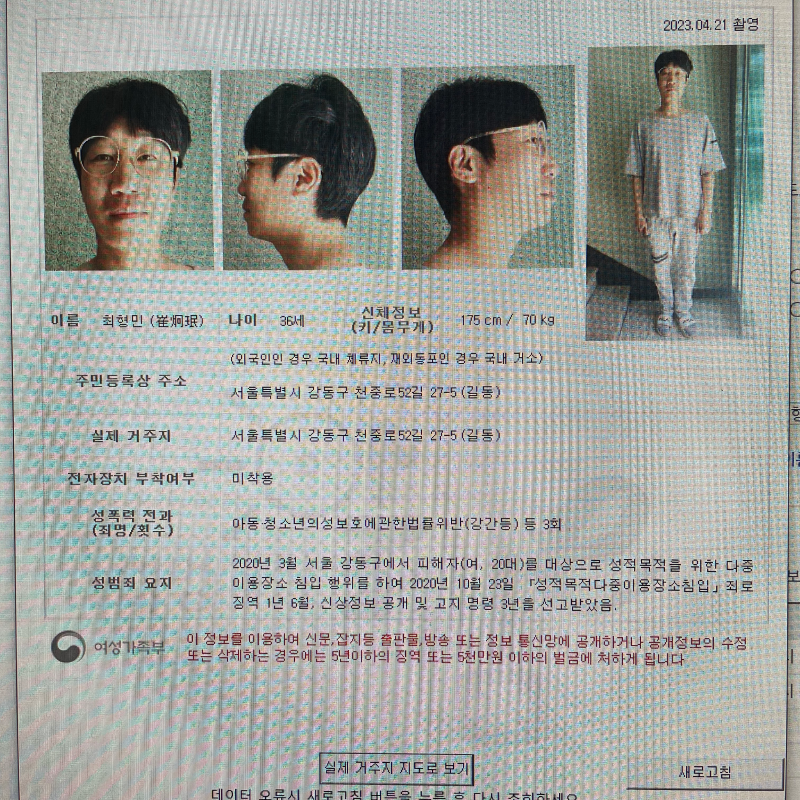 2023.04.21 촬영
이름 최형민 (崔炯珉) 나이 36세 신체정보 (키/몸무게) 175 cm / 70 kg
(외국인인 경우 국내 체류지, 재외동포인 경우 국내 거소)
주민등록상 주소
서울특별시 강동구 천중로52길 27-5 (길동)
실제 거주지 서울특별시 강동구 천중로52길 27-5 (길동)
전자장치 부착여부 미착용
성폭력 전과
(죄명/횟수) 아동·청소년의성보호에관한법률위반(강간등) 등 3회
2020년 3월 서울 강동구에서 피해자(여, 20대)를 대상으로 성적목적을 위한 다중
성범죄 요지 이용장소 침입 행위를 하여 2020년 10월 23일 「성적목적다중이용장소침입」 죄로
징역 1년 6월, 신상정보 공개 및 고지 명령 3년을 선고받았음.
여성가족부 이 정보를 이용하여 신문,잡지등 출판물,방송 또는 정보 통신망에 공개하거나 공개정보의 수정
또는 삭제하는 경우에는 5년이하의 징역 또는 5천만원 이하의 벌금에 처하게 됩니다
실제 거주지 지도로 보기
새로고침
데이터 오류시 새로고침 버튼을 누른 후 다시 조회하세요